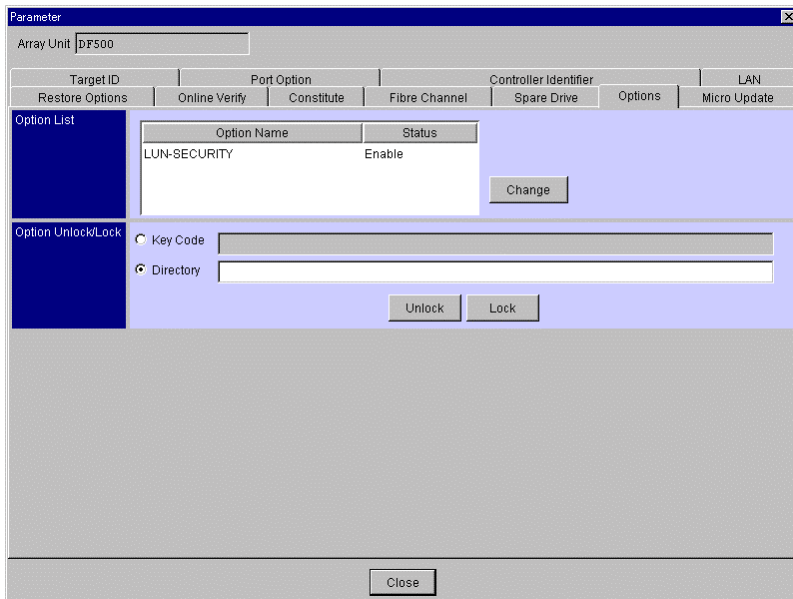 Parameter
Array Unit DF500
Target ID Port Option Controller Identifier LAN
Restore Options Online Verify Constitute Fibre Channel Spare Drive Options Micro Update
Option List
Option Name Status
LUN-SECURITY Enable
Change
Option Unlock/Lock
Key Code
Directory
Unlock Lock
Close